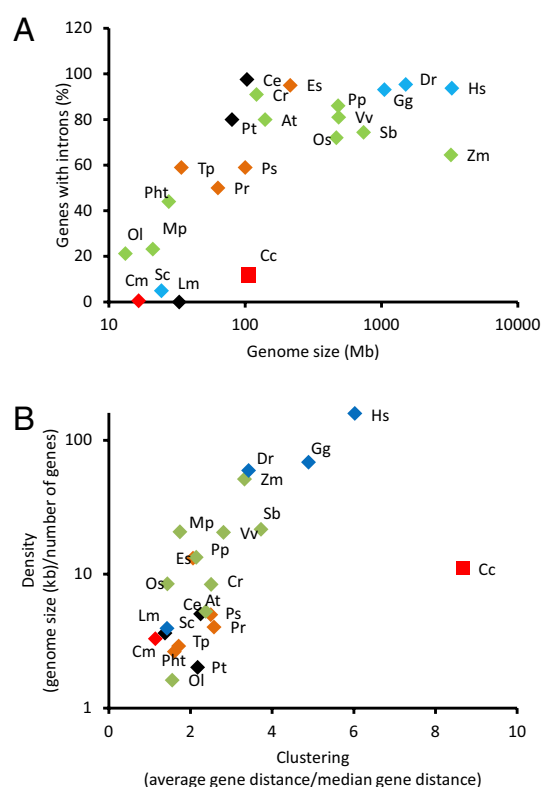 A
120
100
80
60
40
20
0
Genes with introns (%)
Ce
Cr
Es
Pt
At
Pp
Vv
Os
Sb
Gg
Dr
Hs
Zm
Tp
Ps
Pr
Pht
Ol
Mp
Cc
Cm
Sc
Lm
10
100
1000
10000
Genome size (Mb)
B
100
10
1
Density
(genome size (kb)/number of genes)
Hs
Gg
Dr
Zm
Sb
Mp
Vv
Es
Pp
Cc
Os
Cr
Ce
At
Lm
Sc
Ps
Pr
Cm
Tp
Pht
Pt
Ol
0
2
4
6
8
10
Clustering
(average gene distance/median gene distance)